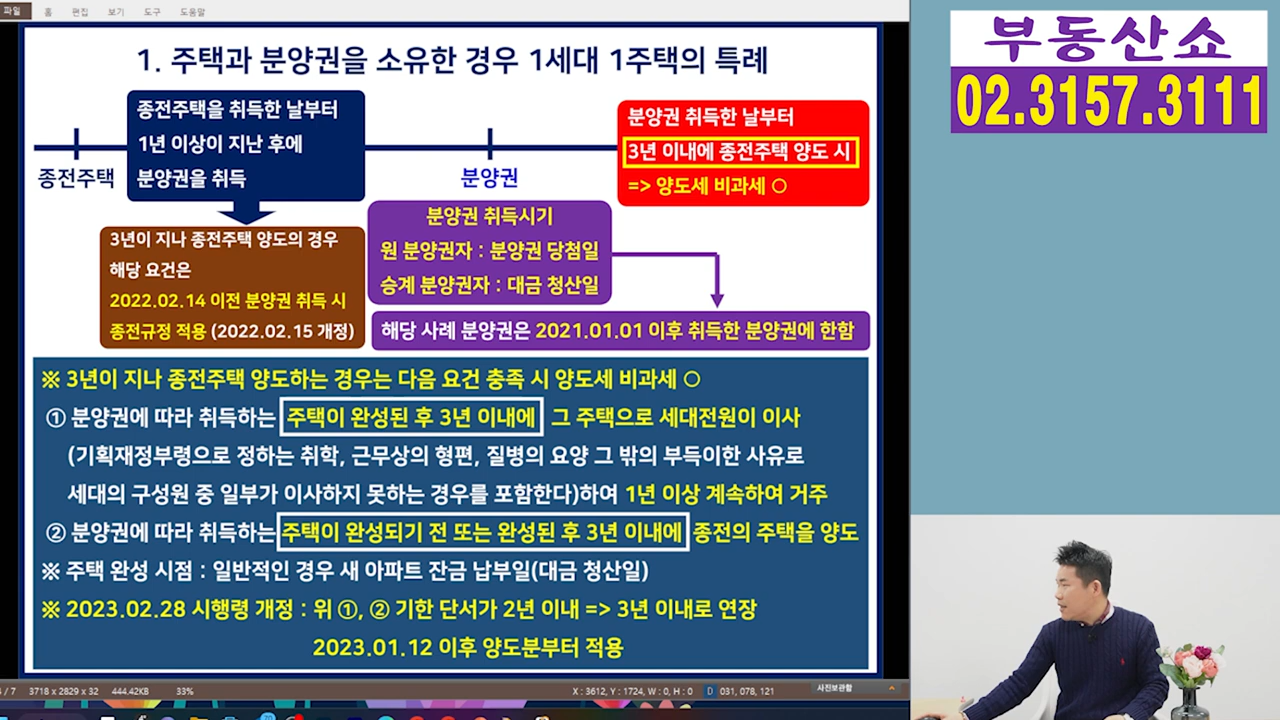 파일 홈 편집 보기 도구 도움말
1. 주택과 분양권을 소유한 경우 1세대 1주택의 특례
종전주택
종전주택을 취득한 날부터
1년 이상이 지난 후에
분양권을 취득
분양권
분양권 취득한 날부터
3년 이내에 종전주택 양도 시
=> 양도세 비과세 ○
3년이 지나 종전주택 양도의 경우
해당 요건은
2022.02.14 이전 분양권 취득 시
종전규정 적용 (2022.02.15 개정)
분양권 취득시기
원 분양권자 : 분양권 당첨일
승계 분양권자 : 대금 청산일
해당 사례 분양권은 2021.01.01 이후 취득한 분양권에 한함
※ 3년이 지나 종전주택 양도하는 경우는 다음 요건 충족 시 양도세 비과세 ○
① 분양권에 따라 취득하는 주택이 완성된 후 3년 이내에 그 주택으로 세대전원이 이사
(기획재정부령으로 정하는 취학, 근무상의 형편, 질병의 요양 그 밖의 부득이한 사유로
세대의 구성원 중 일부가 이사하지 못하는 경우를 포함한다)하여 1년 이상 계속하여 거주
② 분양권에 따라 취득하는 주택이 완성되기 전 또는 완성된 후 3년 이내에 종전의 주택을 양도
※ 주택 완성 시점 : 일반적인 경우 새 아파트 잔금 납부일(대금 청산일)
※ 2023.02.28 시행령 개정 : 위 ①, ② 기한 단서가 2년 이내 => 3년 이내로 연장
2023.01.12 이후 양도분부터 적용
/ 7 3718 x 2829 x 32 444.42KB 33% X : 3612, Y : 1724, W : 0, H : 0 D 031, 078, 121 사진보관함
부동산쇼
02.3157.3111